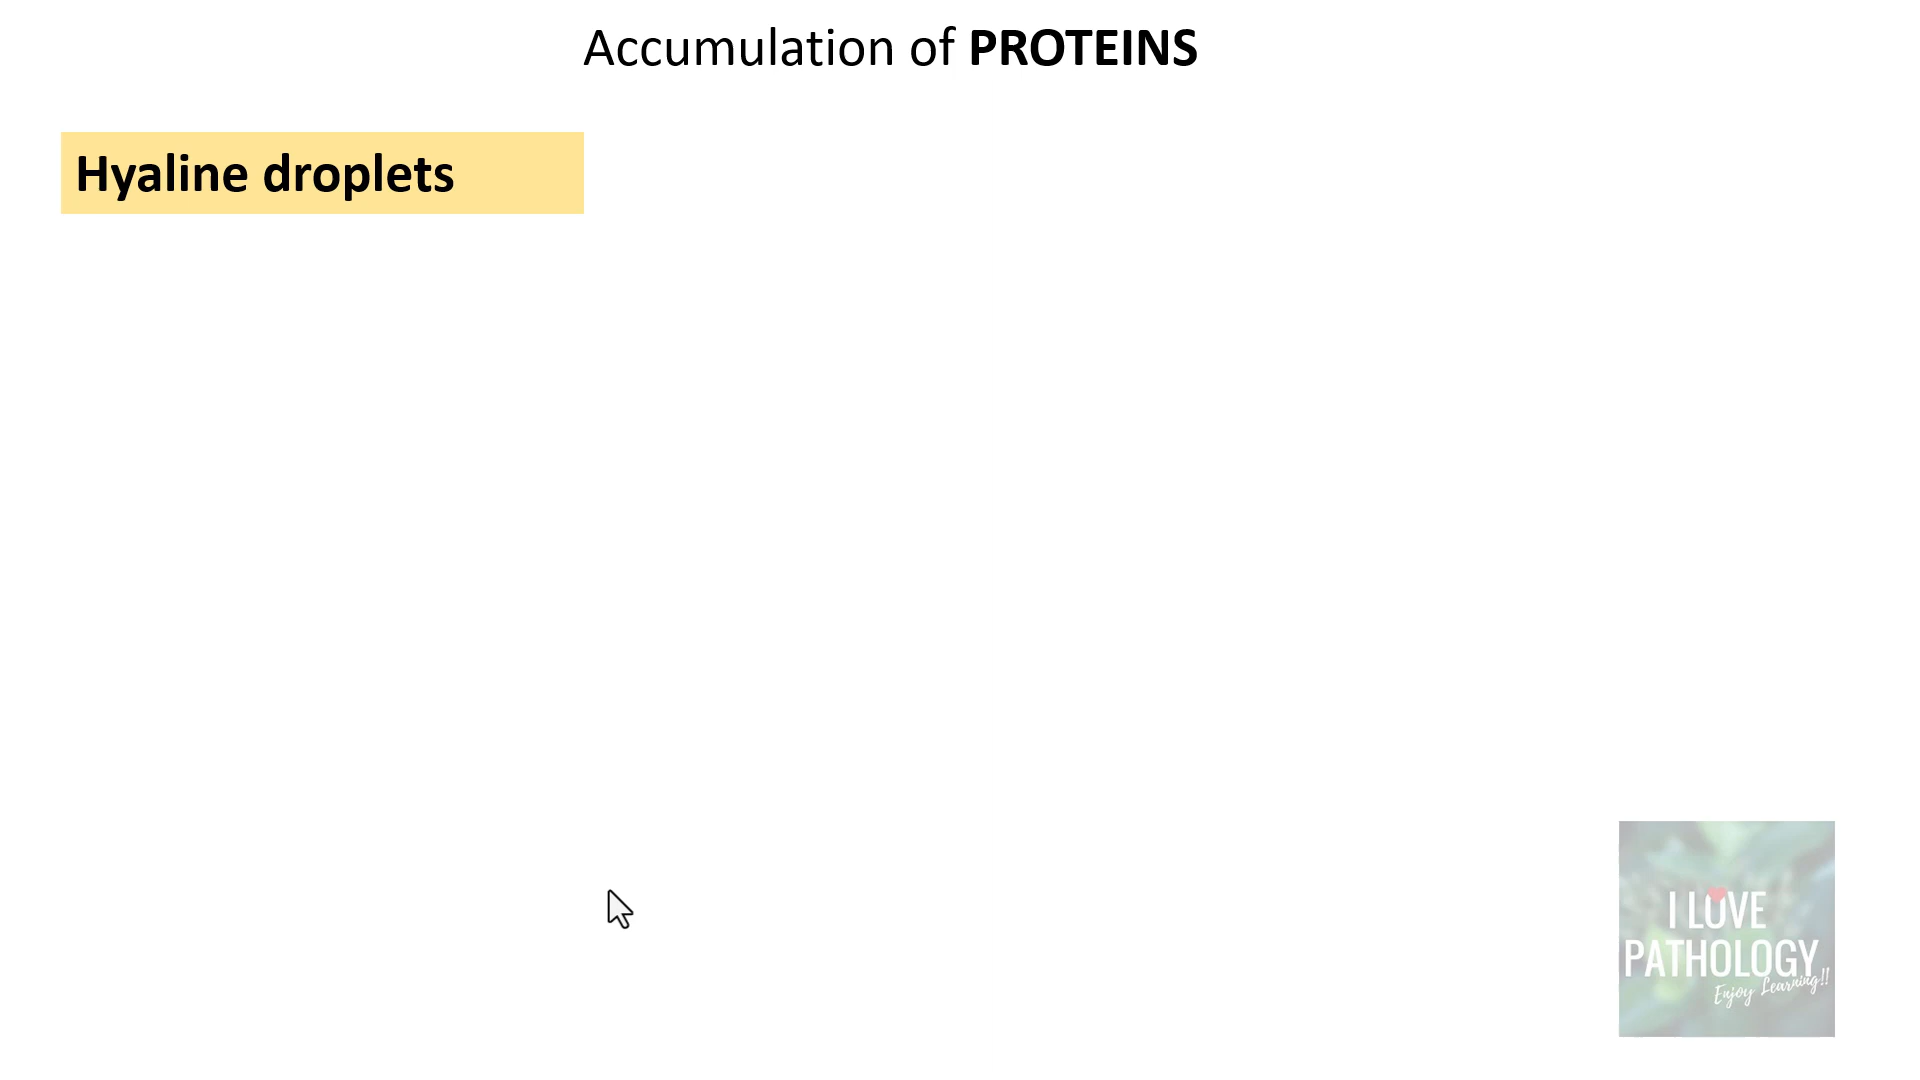 Accumulation of PROTEINS
Hyaline droplets
I LOVE
PATHOLOGY
Enjoy Learning!!